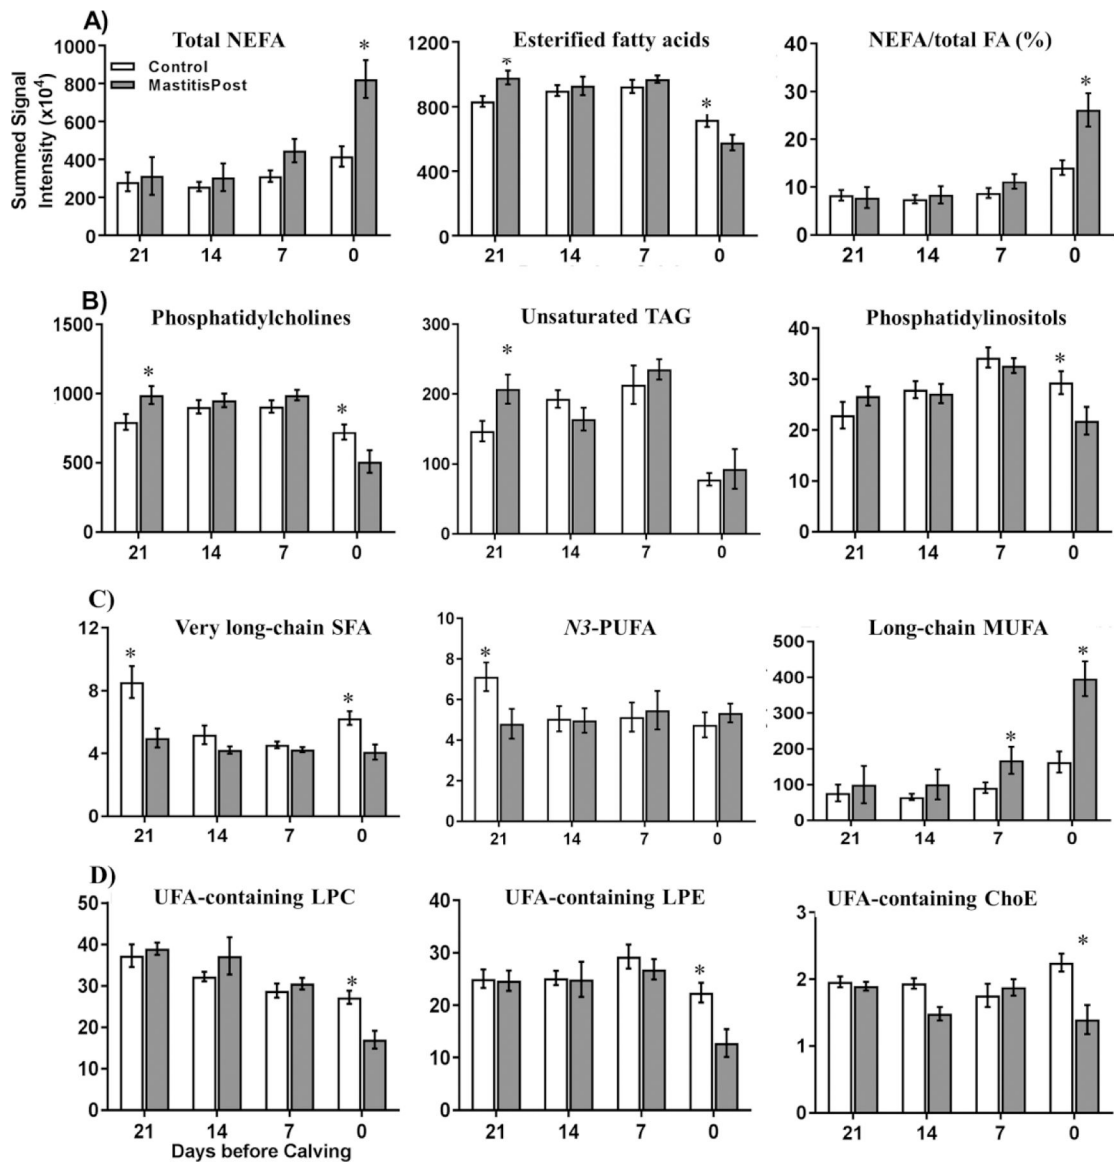 A)
Total NEFA
Esterified fatty acids
NEFA/total FA (%)
Summed Signal
Intensity (x10⁴)
Control
MastitisPost
1000
800
600
400
200
0
*
21 14 7 0
1200
800
400
0
* *
21 14 7 0
40
30
20
10
0
*
21 14 7 0
B)
Phosphatidylcholines
Unsaturated TAG
Phosphatidylinositols
1500
1000
500
0
* *
21 14 7 0
300
200
100
0
*
21 14 7 0
40
30
20
10
0
*
21 14 7 0
C)
Very long-chain SFA
N3-PUFA
Long-chain MUFA
12
8
4
0
* *
21 14 7 0
10
8
6
4
2
0
*
21 14 7 0
500
400
300
200
100
0
* *
21 14 7 0
D)
UFA-containing LPC
UFA-containing LPE
UFA-containing ChoE
50
40
30
20
10
0
*
21 14 7 0
Days before Calving
40
30
20
10
0
*
21 14 7 0
3
2
1
0
*
21 14 7 0